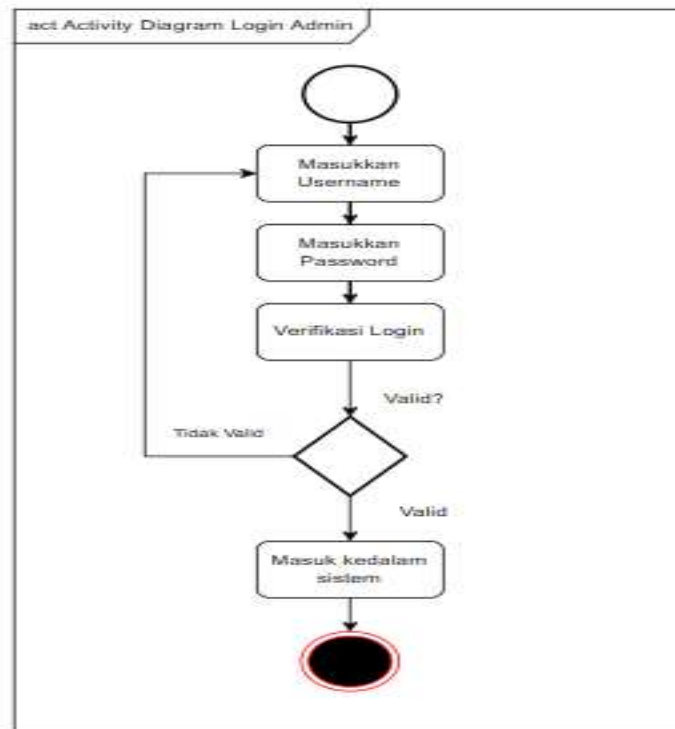 act Activity Diagram Login Admin
Masukkan
Username
Masukkan
Password
Verifikasi Login
Valid?
Tidak Valid
Valid
Masuk kedalam
sistem